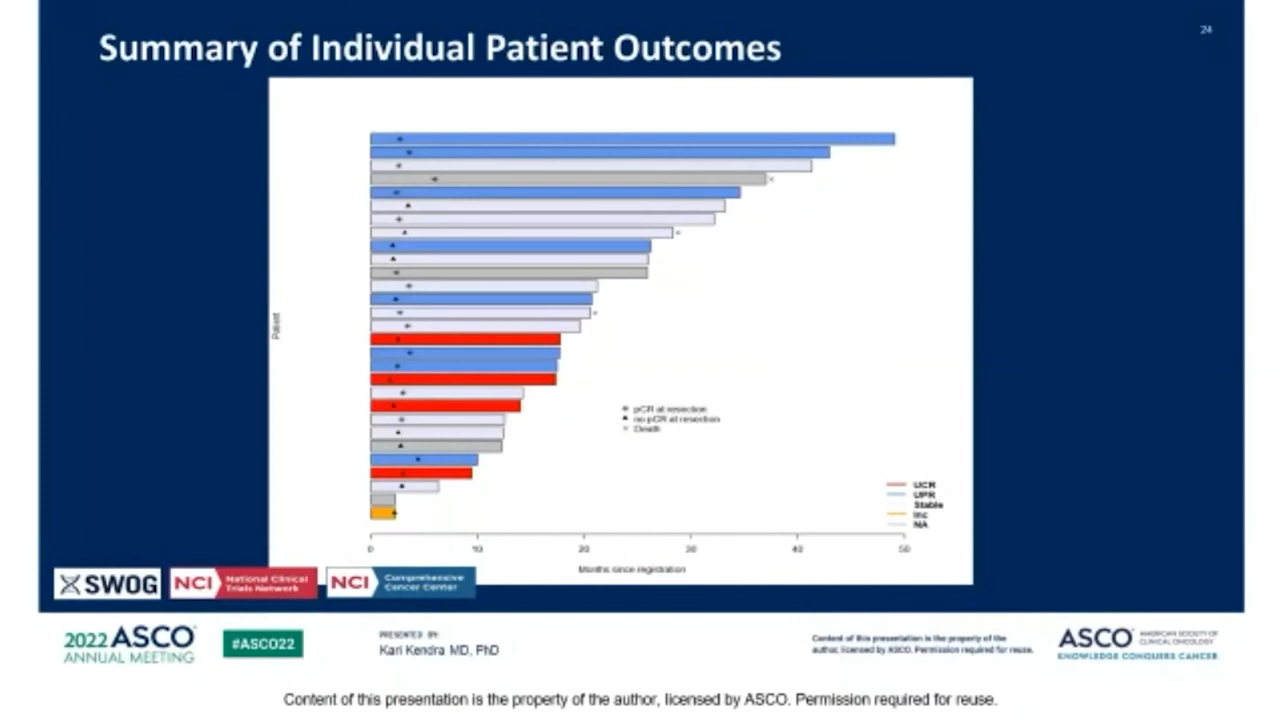 Summary of Individual Patient Outcomes
24
Patient
pCR at resection
no pCR at resection
Death
UCR
UPR
Stable
Inc
NA
0 10 20 30 40 50
Months since registration
SWOG
NCI National Clinical Trials Network
NCI Comprehensive Cancer Center
2022 ASCO
ANNUAL MEETING
#ASCO22
PRESENTED BY:
Kari Kendra MD, PhD
Content of this presentation is the property of the
author, licensed by ASCO. Permission required for reuse.
ASCO AMERICAN SOCIETY OF CLINICAL ONCOLOGY
KNOWLEDGE CONQUERS CANCER
Content of this presentation is the property of the author, licensed by ASCO. Permission required for reuse.